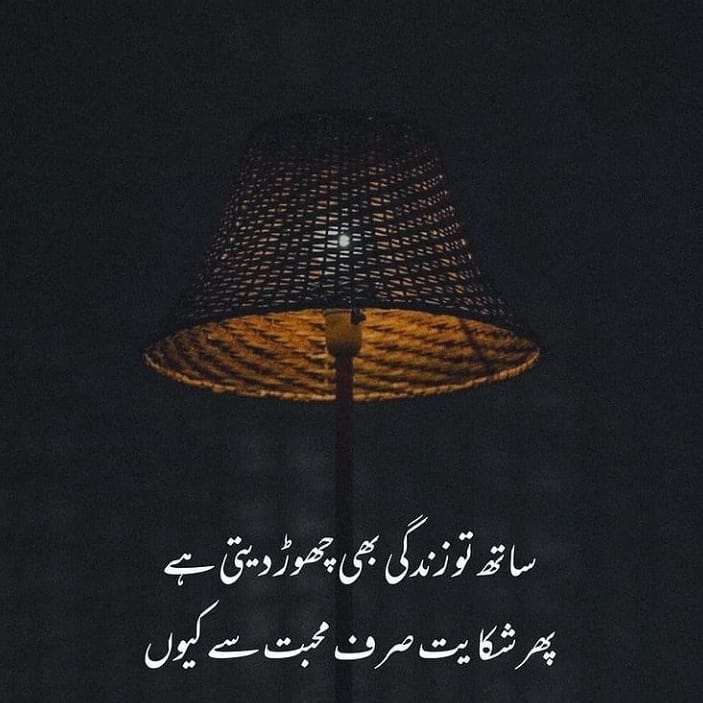 ساتھ تو زندگی بھی چھوڑ دیتی ہے
پھر شکایت صرف محبت سے کیوں